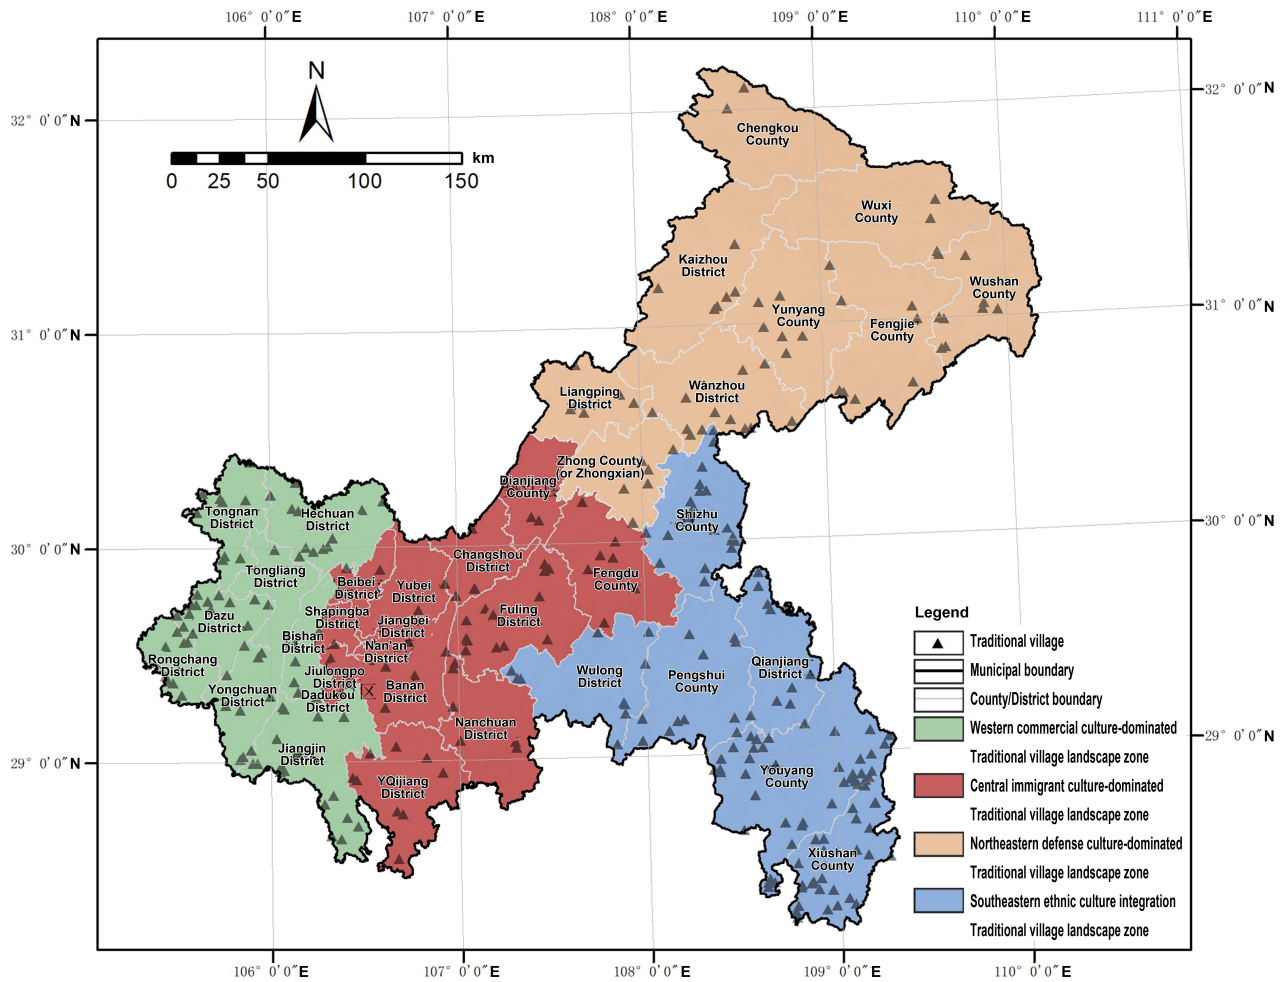 106° 0′0″E
107° 0′0″E
108° 0′0″E
109° 0′0″E
110° 0′0″E
111° 0′0″E
N
km
0 25 50 100 150
32° 0′0″N
31° 0′0″N
30° 0′0″N
29° 0′0″N
32° 0′0″N
31° 0′0″N
30° 0′0″N
29° 0′0″N
Chengkou
County
Wuxi
County
Kaizhou
District
Wushan
County
Yunyang
County
Fengjie
County
Wanzhou
District
Liangping
District
Zhong County
(or Zhongxian)
Dianjiang
County
Shizhu
County
Tongnan
District
Hechuan
District
Changshou
District
Tongliang
District
Beibei
District
Yubei
District
Fengdu
County
Shapingba
District
Dazu
District
Jiangbei
District
Fuling
District
Bishan
District
Nan'an
District
Rongchang
District
Jiulongpo
District
Dadukou
District
Banan
District
Wulong
District
Pengshui
County
Qianjiang
District
Yongchuan
District
Nanchuan
District
Jiangjin
District
YQijiang
District
Youyang
County
Xiushan
County
Legend
Traditional village
Municipal boundary
County/District boundary
Western commercial culture-dominated
Traditional village landscape zone
Central immigrant culture-dominated
Traditional village landscape zone
Northeastern defense culture-dominated
Traditional village landscape zone
Southeastern ethnic culture integration
Traditional village landscape zone
106° 0′0″E
107° 0′0″E
108° 0′0″E
109° 0′0″E
110° 0′0″E